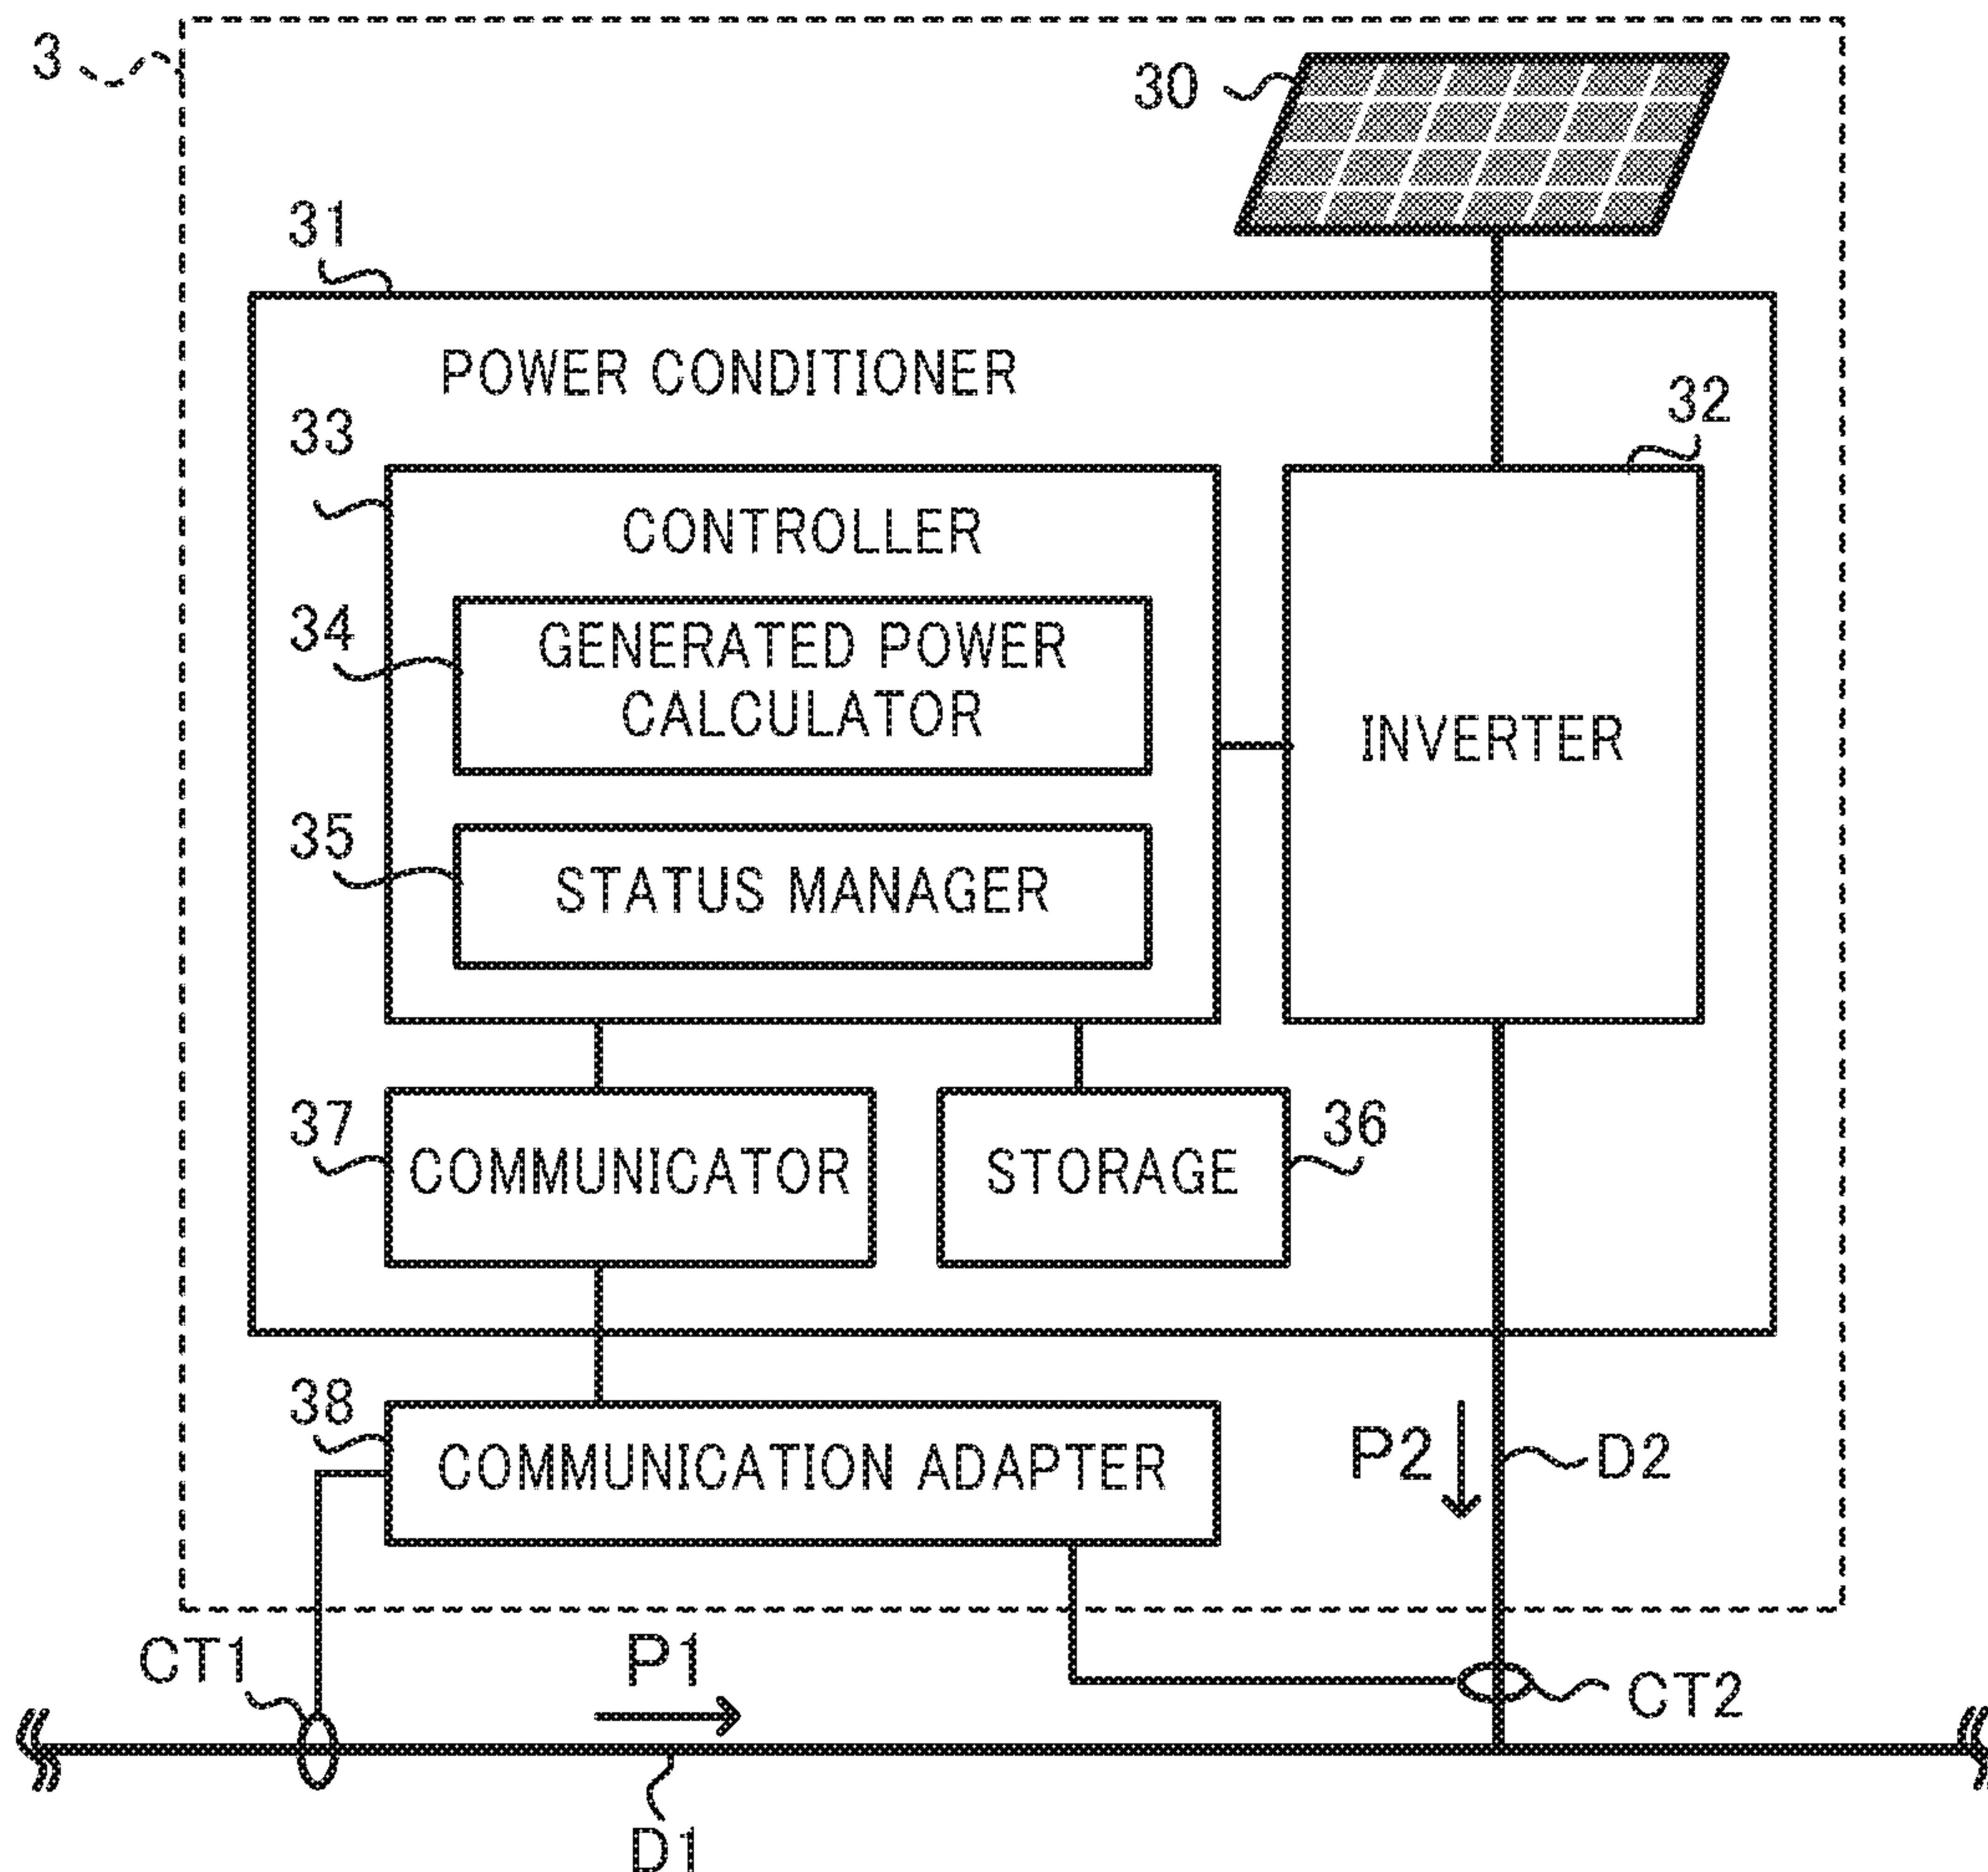 3
30
31
POWER CONDITIONER
32
33
CONTROLLER
34
GENERATED POWER
CALCULATOR
INVERTER
35
STATUS MANAGER
37
COMMUNICATOR
STORAGE
36
38
COMMUNICATION ADAPTER
P2
D2
CT1
P1
CT2
D1